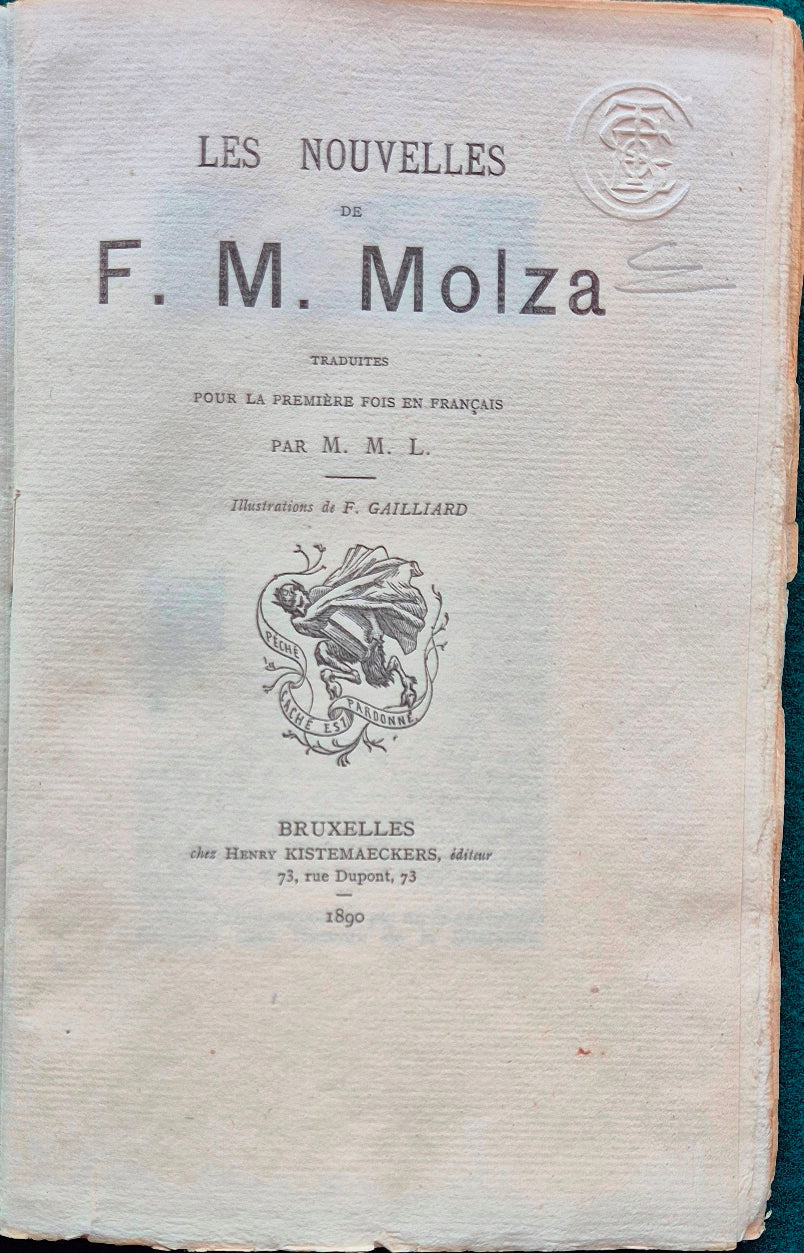 LES NOUVELLES
DE
F. M. Molza
TRADUITES
POUR LA PREMIÈRE FOIS EN FRANÇAIS
PAR M. M. L.
Illustrations de F. GAILLIARD
PÉCHÉ
CACHÉ EST
PARDONNÉ
BRUXELLES
chez HENRY KISTEMAECKERS, éditeur
73, rue Dupont, 73
1890